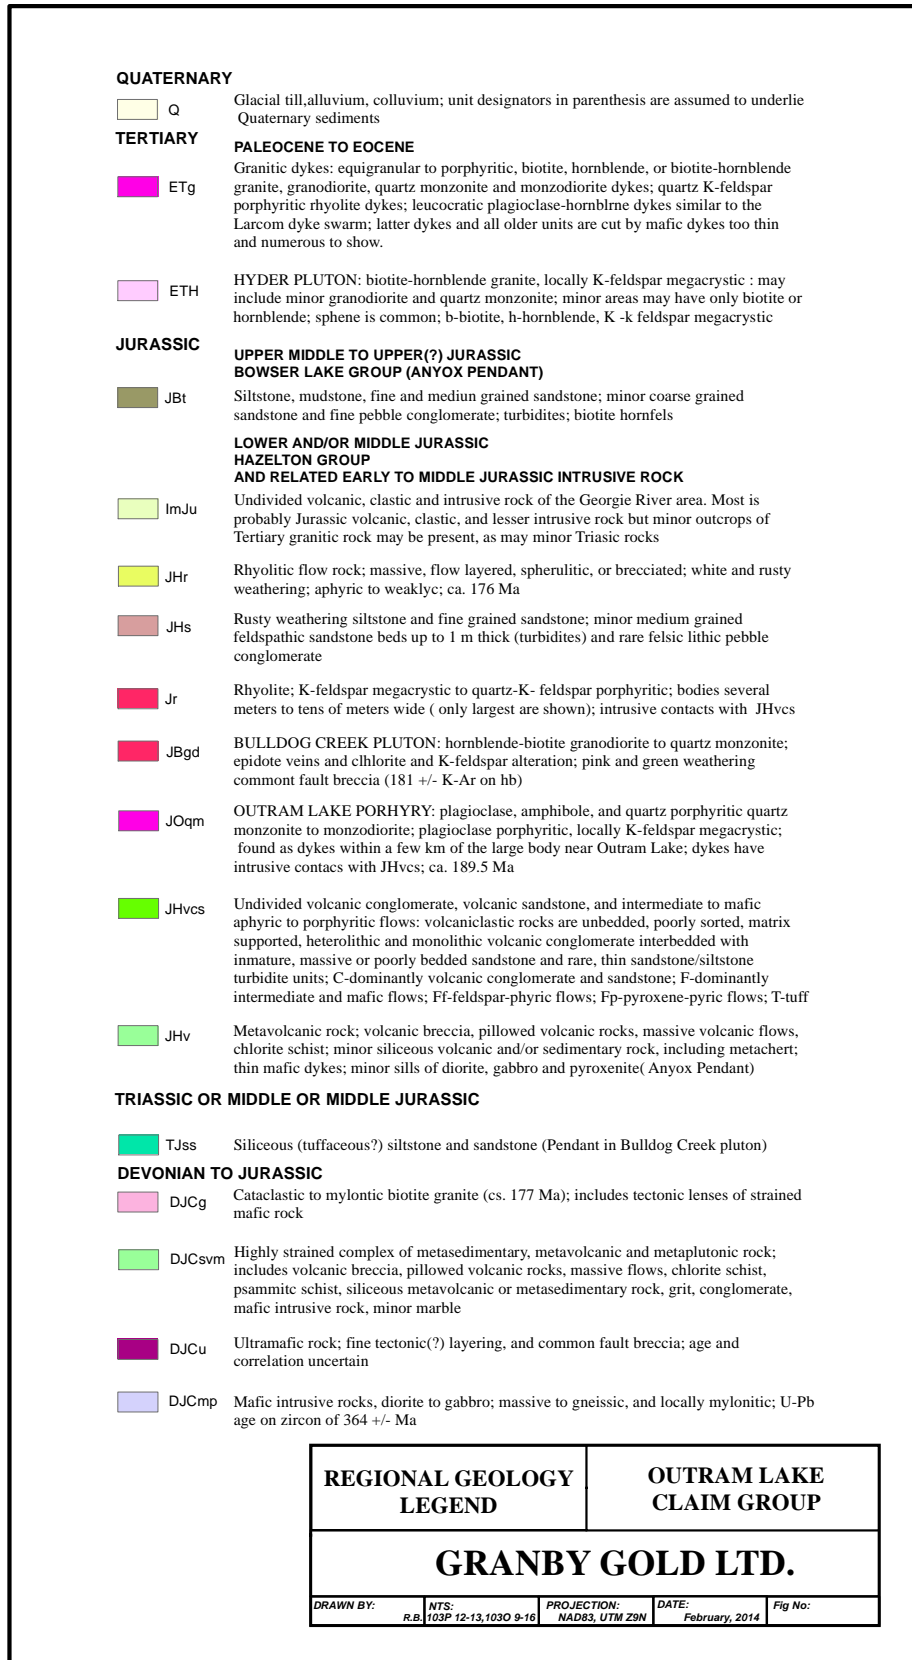 QUATERNARY
Q
Glacial till,alluvium, colluvium; unit designators in parenthesis are assumed to underlie
Quaternary sediments
TERTIARY
PALEOCENE TO EOCENE
ETg
Granitic dykes: equigranular to porphyritic, biotite, hornblende, or biotite-hornblende
granite, granodiorite, quartz monzonite and monzodiorite dykes; quartz K-feldspar
porphyritic rhyolite dykes; leucocratic plagioclase-hornblrne dykes similar to the
Larcom dyke swarm; latter dykes and all older units are cut by mafic dykes too thin
and numerous to show.
ETH
HYDER PLUTON: biotite-hornblende granite, locally K-feldspar megacrystic : may
include minor granodiorite and quartz monzonite; minor areas may have only biotite or
hornblende; sphene is common; b-biotite, h-hornblende, K -k feldspar megacrystic
JURASSIC
UPPER MIDDLE TO UPPER(?) JURASSIC
BOWSER LAKE GROUP (ANYOX PENDANT)
JBt
Siltstone, mudstone, fine and mediun grained sandstone; minor coarse grained
sandstone and fine pebble conglomerate; turbidites; biotite hornfels
LOWER AND/OR MIDDLE JURASSIC
HAZELTON GROUP
AND RELATED EARLY TO MIDDLE JURASSIC INTRUSIVE ROCK
ImJu
Undivided volcanic, clastic and intrusive rock of the Georgie River area. Most is
probably Jurassic volcanic, clastic, and lesser intrusive rock but minor outcrops of
Tertiary granitic rock may be present, as may minor Triasic rocks
JHr
Rhyolitic flow rock; massive, flow layered, spherulitic, or brecciated; white and rusty
weathering; aphyric to weaklyc; ca. 176 Ma
JHs
Rusty weathering siltstone and fine grained sandstone; minor medium grained
feldspathic sandstone beds up to 1 m thick (turbidites) and rare felsic lithic pebble
conglomerate
Jr
Rhyolite; K-feldspar megacrystic to quartz-K- feldspar porphyritic; bodies several
meters to tens of meters wide ( only largest are shown); intrusive contacts with JHvcs
JBgd
BULLDOG CREEK PLUTON: hornblende-biotite granodiorite to quartz monzonite;
epidote veins and clhlorite and K-feldspar alteration; pink and green weathering
commont fault breccia (181 +/- K-Ar on hb)
JOqm
OUTRAM LAKE PORHYRY: plagioclase, amphibole, and quartz porphyritic quartz
monzonite to monzodiorite; plagioclase porphyritic, locally K-feldspar megacrystic;
found as dykes within a few km of the large body near Outram Lake; dykes have
intrusive contacs with JHvcs; ca. 189.5 Ma
JHvcs
Undivided volcanic conglomerate, volcanic sandstone, and intermediate to mafic
aphyric to porphyritic flows: volcaniclastic rocks are unbedded, poorly sorted, matrix
supported, heterolithic and monolithic volcanic conglomerate interbedded with
inmature, massive or poorly bedded sandstone and rare, thin sandstone/siltstone
turbidite units; C-dominantly volcanic conglomerate and sandstone; F-dominantly
intermediate and mafic flows; Ff-feldspar-phyric flows; Fp-pyroxene-pyric flows; T-tuff
JHv
Metavolcanic rock; volcanic breccia, pillowed volcanic rocks, massive volcanic flows,
chlorite schist; minor siliceous volcanic and/or sedimentary rock, including metachert;
thin mafic dykes; minor sills of diorite, gabbro and pyroxenite( Anyox Pendant)
TRIASSIC OR MIDDLE OR MIDDLE JURASSIC
TJss
Siliceous (tuffaceous?) siltstone and sandstone (Pendant in Bulldog Creek pluton)
DEVONIAN TO JURASSIC
DJCg
Cataclastic to mylontic biotite granite (cs. 177 Ma); includes tectonic lenses of strained
mafic rock
DJCsvm
Highly strained complex of metasedimentary, metavolcanic and metaplutonic rock;
includes volcanic breccia, pillowed volcanic rocks, massive flows, chlorite schist,
psammitc schist, siliceous metavolcanic or metasedimentary rock, grit, conglomerate,
mafic intrusive rock, minor marble
DJCu
Ultramafic rock; fine tectonic(?) layering, and common fault breccia; age and
correlation uncertain
DJCmp
Mafic intrusive rocks, diorite to gabbro; massive to gneissic, and locally mylonitic; U-Pb
age on zircon of 364 +/- Ma
REGIONAL GEOLOGY
LEGEND
OUTRAM LAKE
CLAIM GROUP
GRANBY GOLD LTD.
DRAWN BY:
R.B.
NTS:
103P 12-13,103O 9-16
PROJECTION:
NAD83, UTM Z9N
DATE:
February, 2014
Fig No: